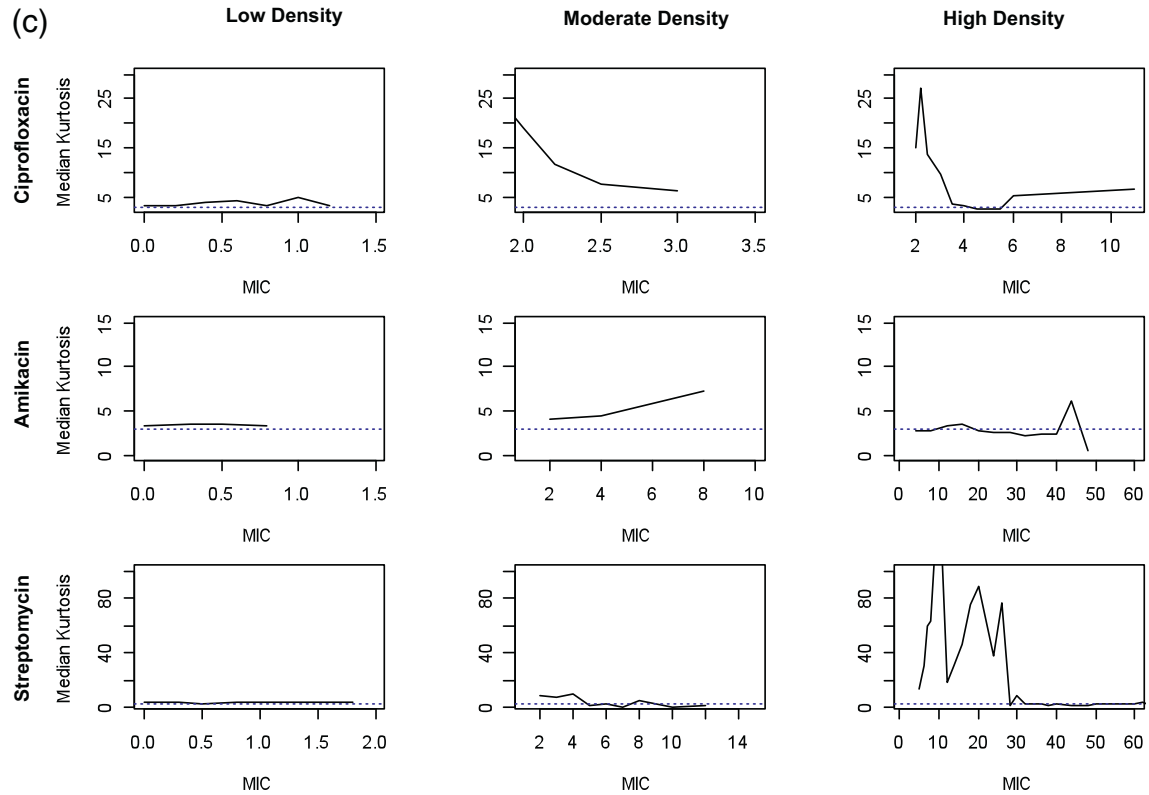 (c)
Low Density
Moderate Density
High Density
Ciprofloxacin
Median Kurtosis
5 15 25
0.0 0.5 1.0 1.5
MIC
5 15 25
2.0 2.5 3.0 3.5
MIC
5 15 25
2 4 6 8 10
MIC
Amikacin
Median Kurtosis
0 5 10 15
0.0 0.5 1.0 1.5
MIC
0 5 10 15
2 4 6 8 10
MIC
0 5 10 15
0 10 20 30 40 50 60
MIC
Streptomycin
Median Kurtosis
0 40 80
0.0 0.5 1.0 1.5 2.0
MIC
0 40 80
2 4 6 8 10 14
MIC
0 40 80
0 10 20 30 40 50 60
MIC